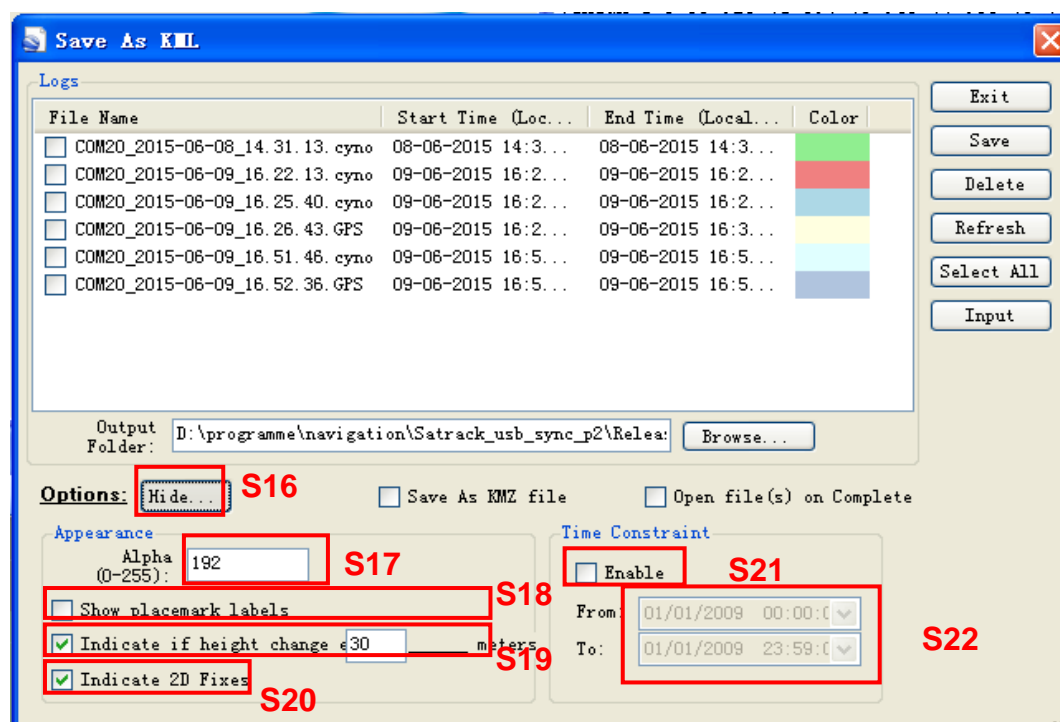 Save As KML
Logs
File Name Start Time (Loc... End Time (Local... Color
COM20_2015-06-08_14.31.13.cyno 08-06-2015 14:3... 08-06-2015 14:3...
COM20_2015-06-09_16.22.13.cyno 09-06-2015 16:2... 09-06-2015 16:2...
COM20_2015-06-09_16.25.40.cyno 09-06-2015 16:2... 09-06-2015 16:2...
COM20_2015-06-09_16.26.43.GPS 09-06-2015 16:2... 09-06-2015 16:3...
COM20_2015-06-09_16.51.46.cyno 09-06-2015 16:5... 09-06-2015 16:5...
COM20_2015-06-09_16.52.36.GPS 09-06-2015 16:5... 09-06-2015 16:5...
Exit
Save
Delete
Refresh
Select All
Input
Output Folder: D:\programme\navigation\Satrack_usb_sync_p2\Relea Browse...
Options: Hide... S16 Save As KMZ file Open file(s) on Complete
Appearance
Alpha (0-255): 192 S17
Show placemark labels S18
Indicate if height change e 30 meters S19
Indicate 2D Fixes S20
Time Constraint
Enable S21
From: 01/01/2009 00:00:0
To: 01/01/2009 23:59:0
S22